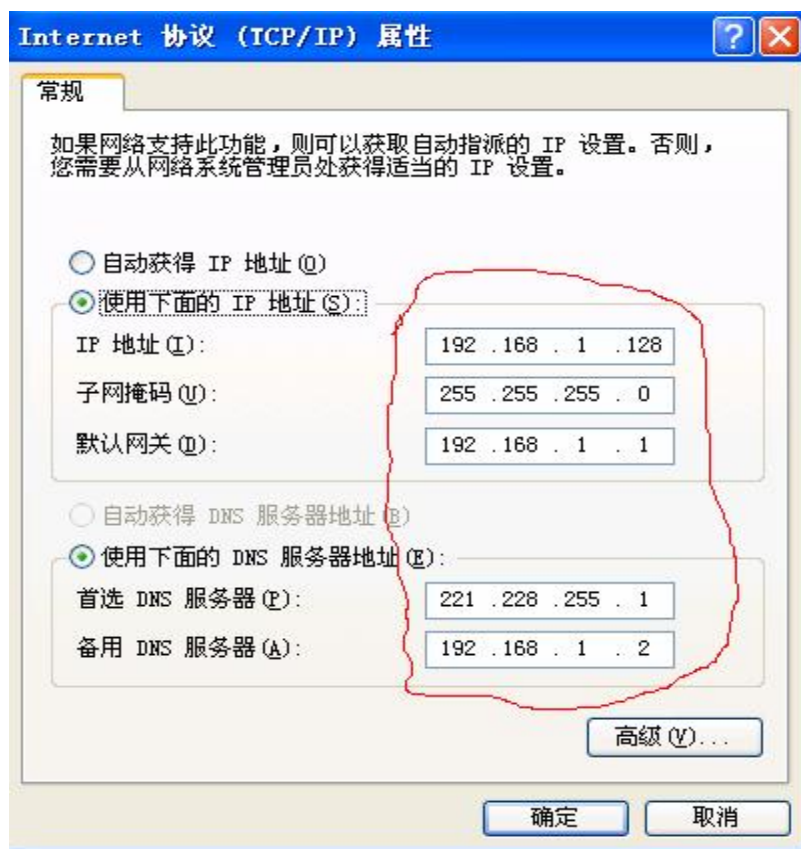 Internet 协议 (TCP/IP) 属性
常规
如果网络支持此功能，则可以获取自动指派的 IP 设置。否则，
您需要从网络系统管理员处获得适当的 IP 设置。
自动获得 IP 地址(O)
使用下面的 IP 地址(S):
IP 地址(I): 192 .168 . 1 .128
子网掩码(U): 255 .255 .255 . 0
默认网关(D): 192 .168 . 1 . 1
自动获得 DNS 服务器地址(B)
使用下面的 DNS 服务器地址(E):
首选 DNS 服务器(P): 221 .228 .255 . 1
备用 DNS 服务器(A): 192 .168 . 1 . 2
高级(V)...
确定 取消